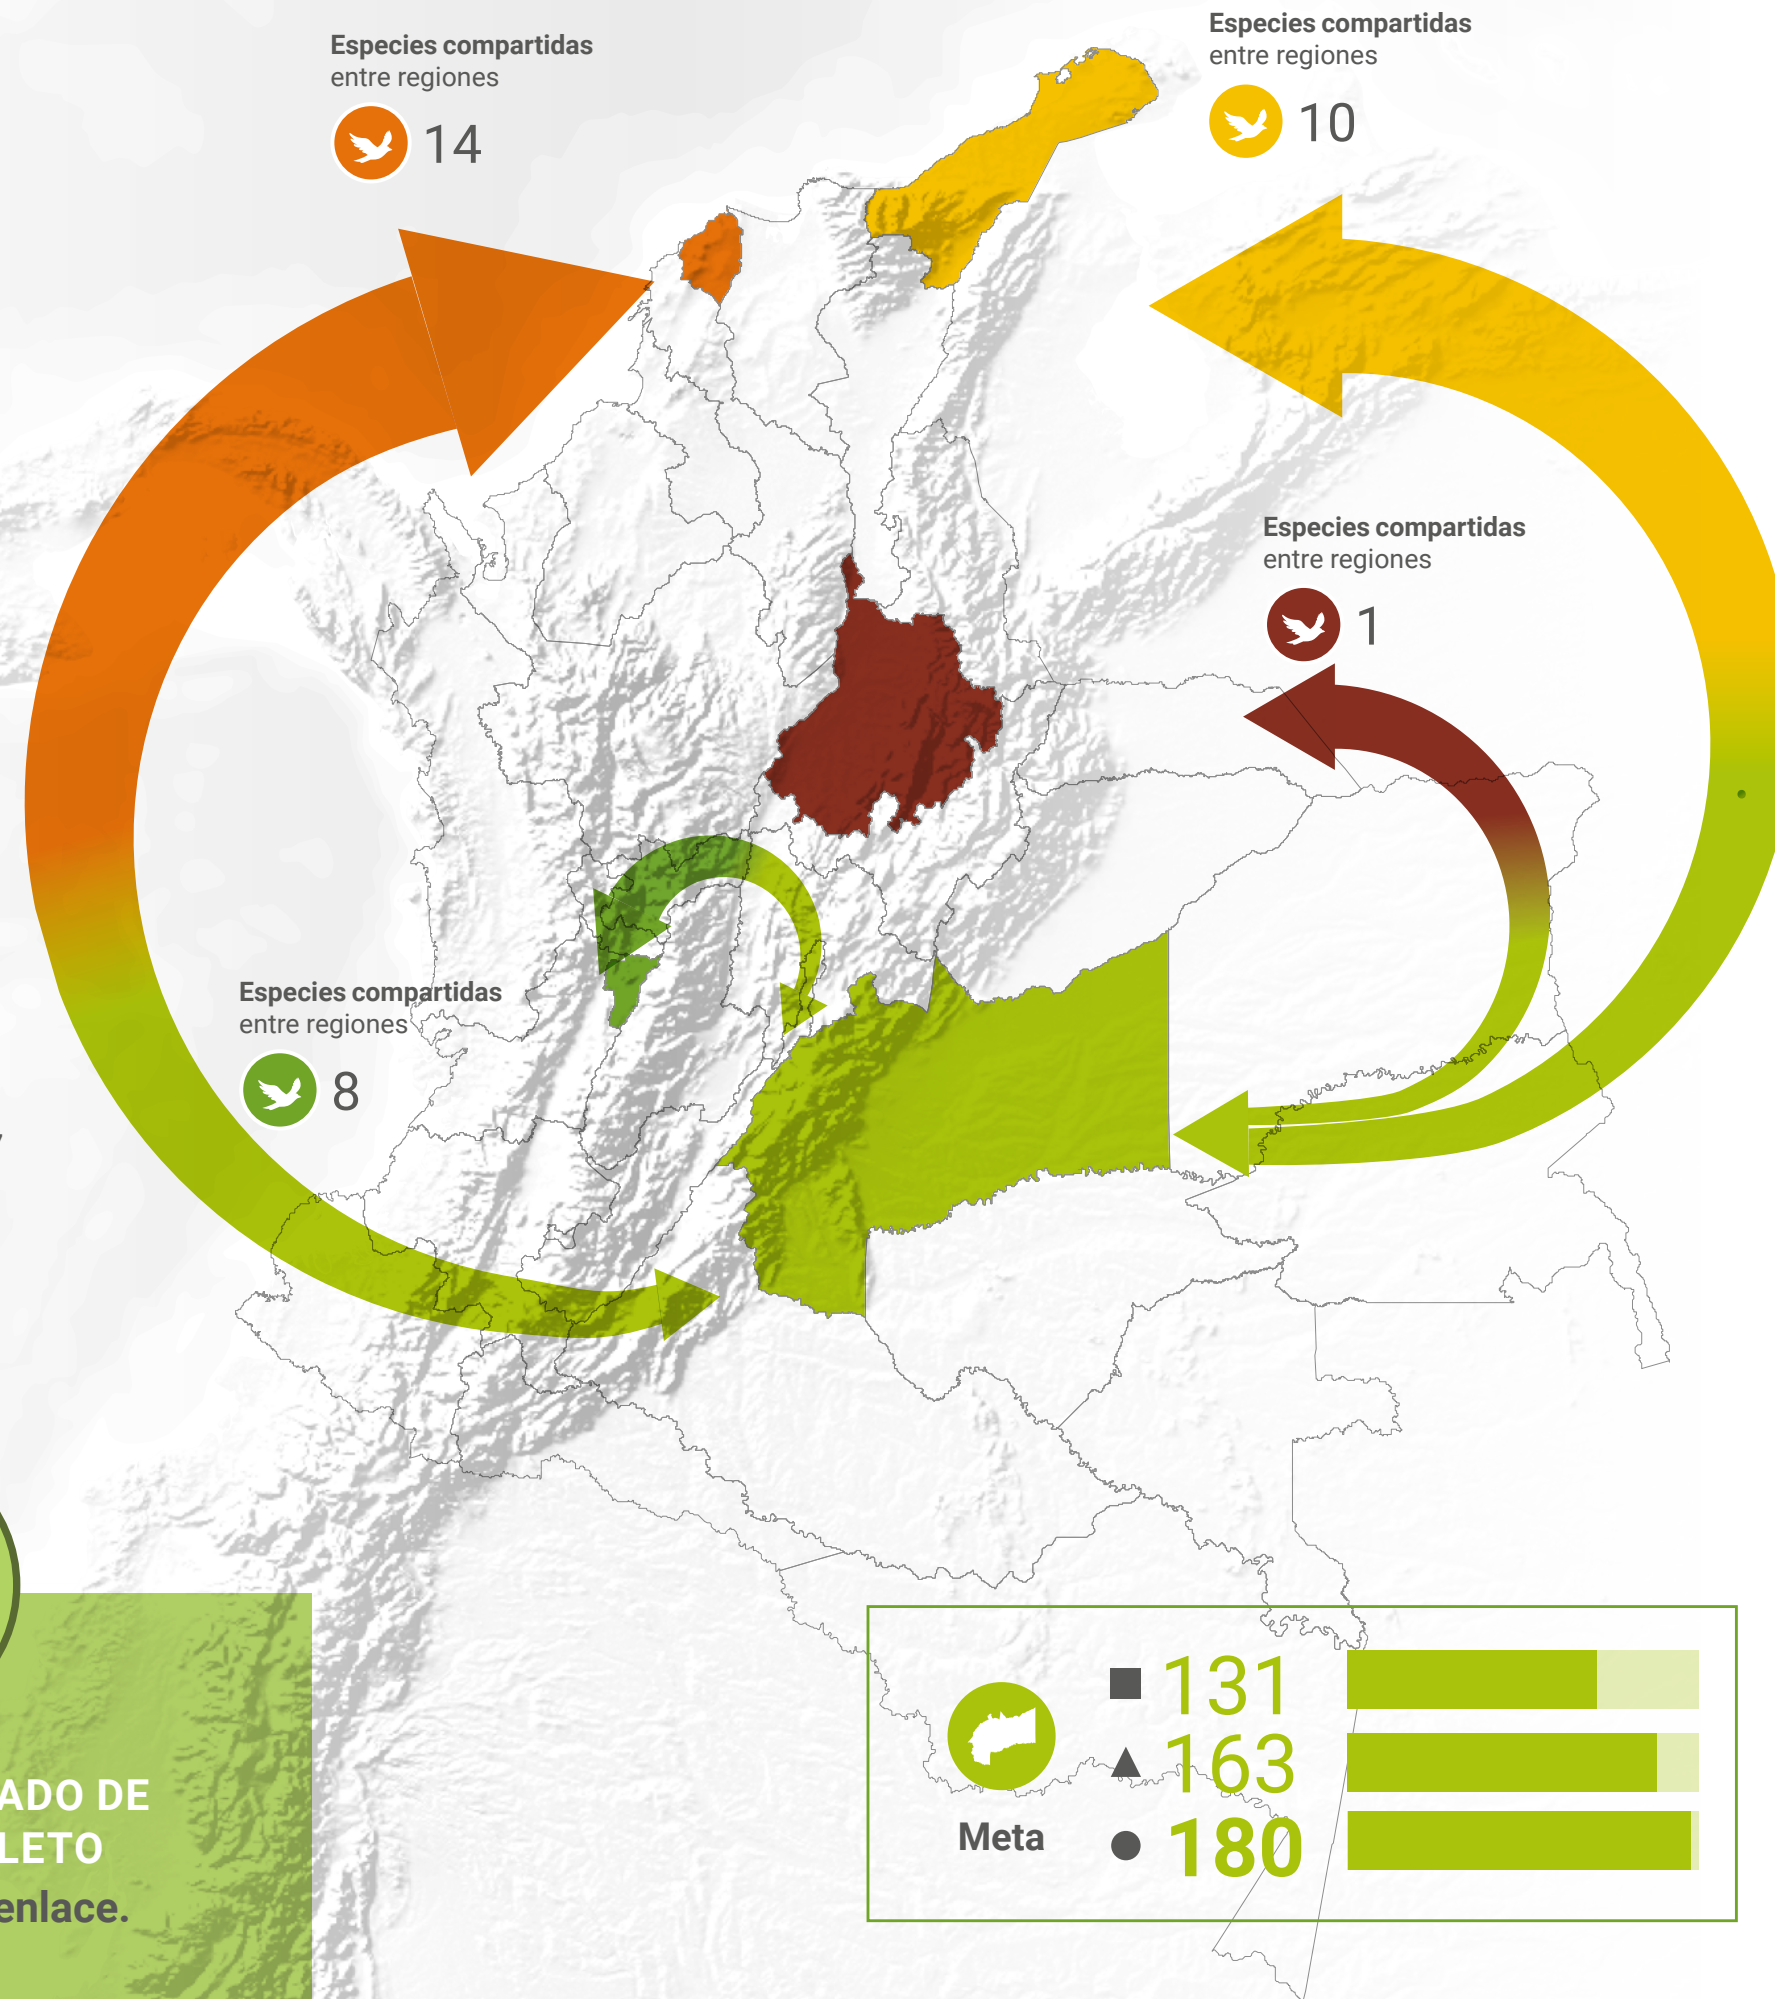 Especies compartidas
entre regiones
14
Especies compartidas
entre regiones
10
Especies compartidas
entre regiones
1
Especies compartidas
entre regiones
8
ADO DE
LETO
enlace.
Meta
131
163
180